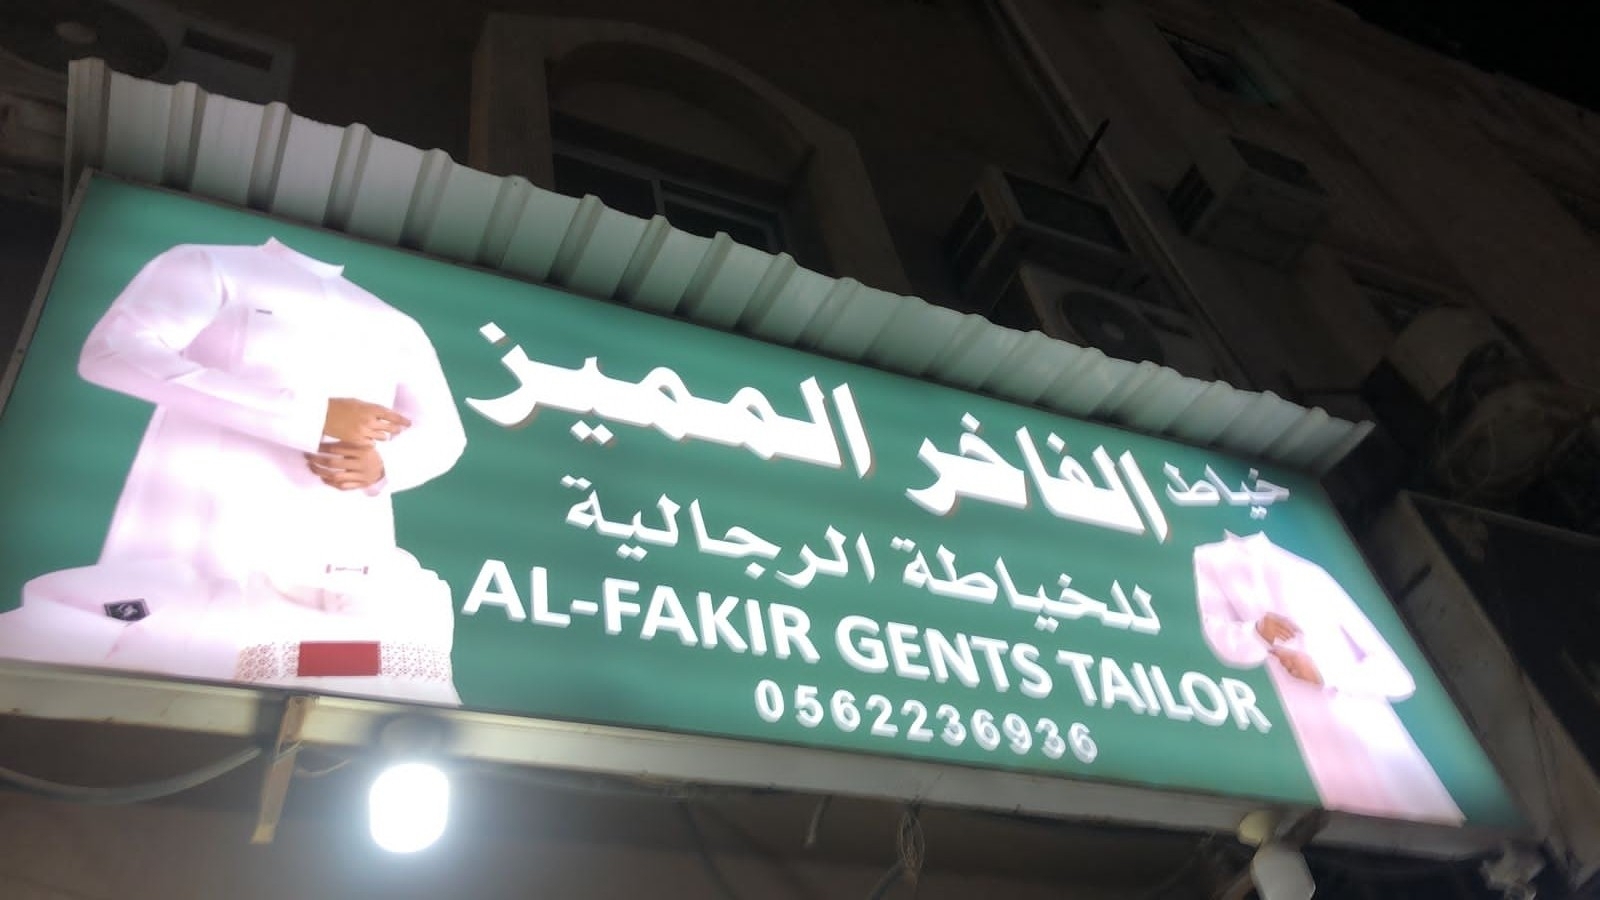 خياط الفاخر المميز
للخياطة الرجالية
AL-FAKIR GENTS TAILOR
0562236936